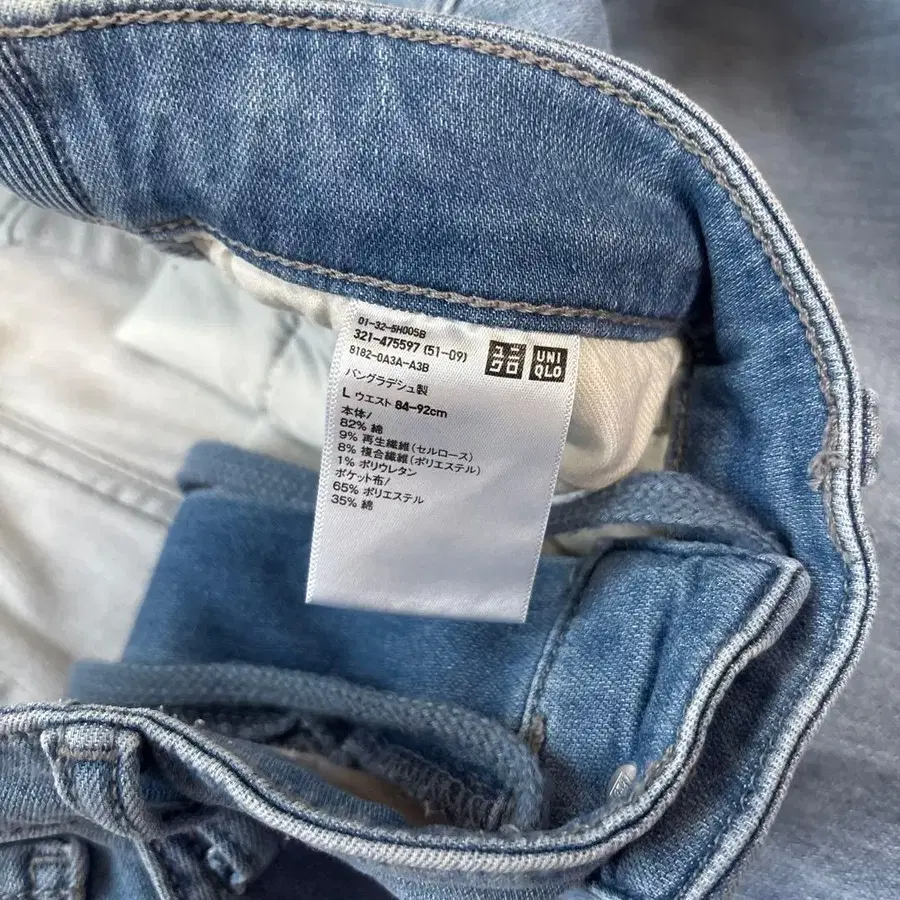 01-32-5H005B
321-475597 (51-09)
8182-0A3A-A3B
ユニクロ
UNIQLO
バングラデシュ製
L ウエスト 84-92cm
本体/
82% 綿
9% 再生繊維(セルロース)
8% 複合繊維(ポリエステル)
1% ポリウレタン
ポケット布/
65% ポリエステル
35% 綿